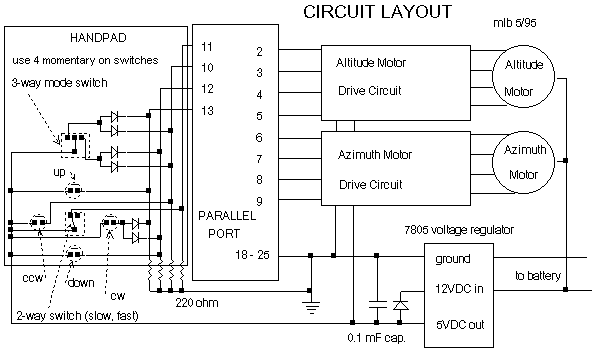 CIRCUIT LAYOUT
mlb 5/95
HANDPAD
use 4 momentary on switches
3-way mode switch
11
10
12
13
2
3
4
5
6
7
8
9
PARALLEL
PORT
18 - 25
Altitude Motor
Drive Circuit
Altitude
Motor
Azimuth Motor
Drive Circuit
Azimuth
Motor
up
ccw
down
cw
2-way switch (slow, fast)
220 ohm
7805 voltage regulator
ground
12VDC in
5VDC out
to battery
0.1 mF cap.